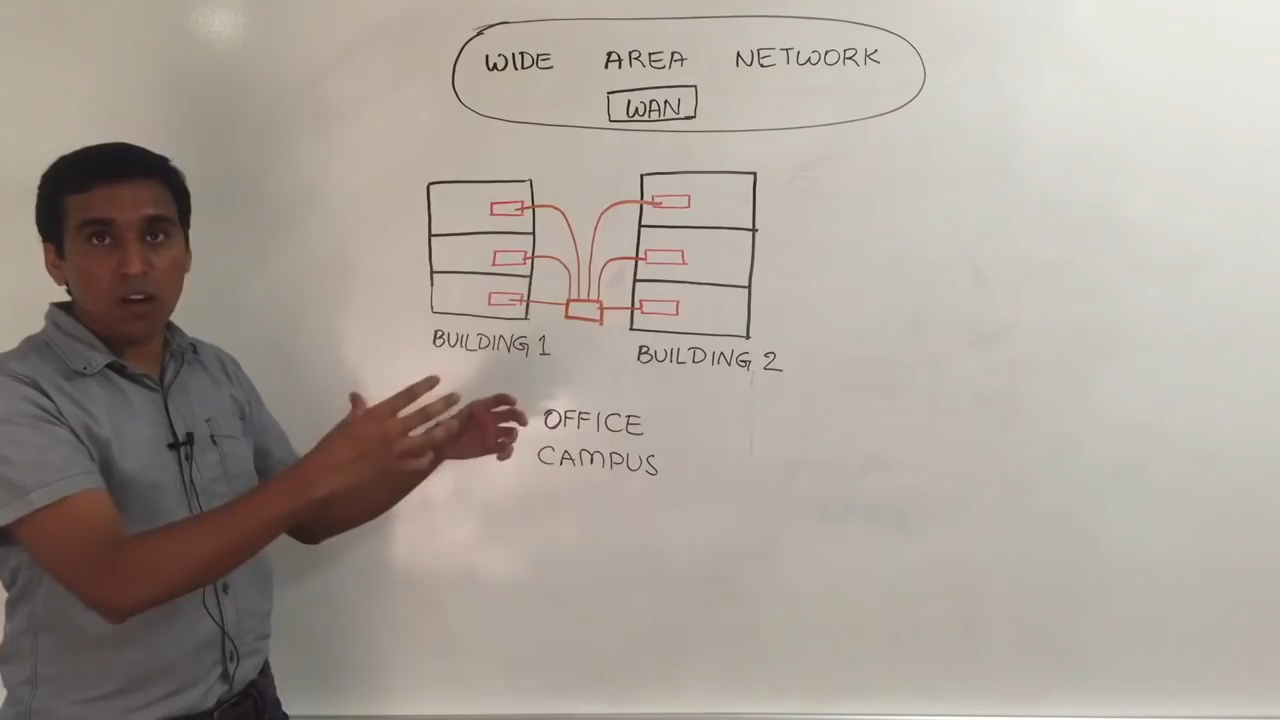 WIDE AREA NETWORK
WAN
BUILDING 1
BUILDING 2
OFFICE
CAMPUS